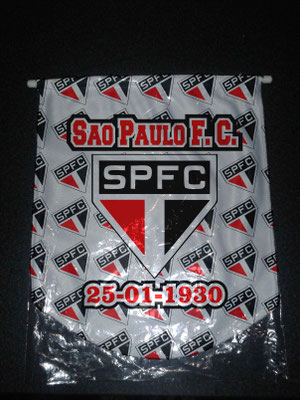 SAO PAULO F.C.
SPFC
25-01-1930